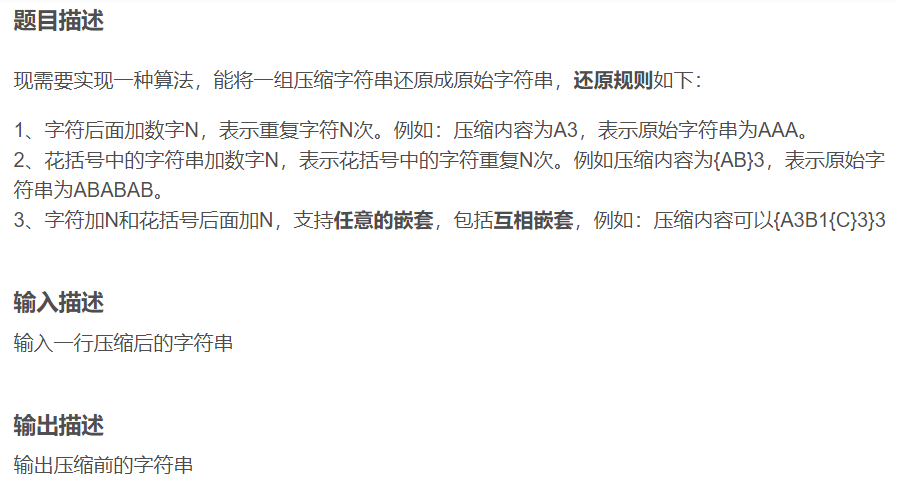 题目描述
现需要实现一种算法，能将一组压缩字符串还原成原始字符串，还原规则如下：
1、字符后面加数字N，表示重复字符N次。例如：压缩内容为A3，表示原始字符串为AAA。
2、花括号中的字符串加数字N，表示花括号中的字符重复N次。例如压缩内容为{AB}3，表示原始字
符串为ABABAB。
3、字符加N和花括号后面加N，支持任意的嵌套，包括互相嵌套，例如：压缩内容可以{A3B1{C}3}3
输入描述
输入一行压缩后的字符串
输出描述
输出压缩前的字符串